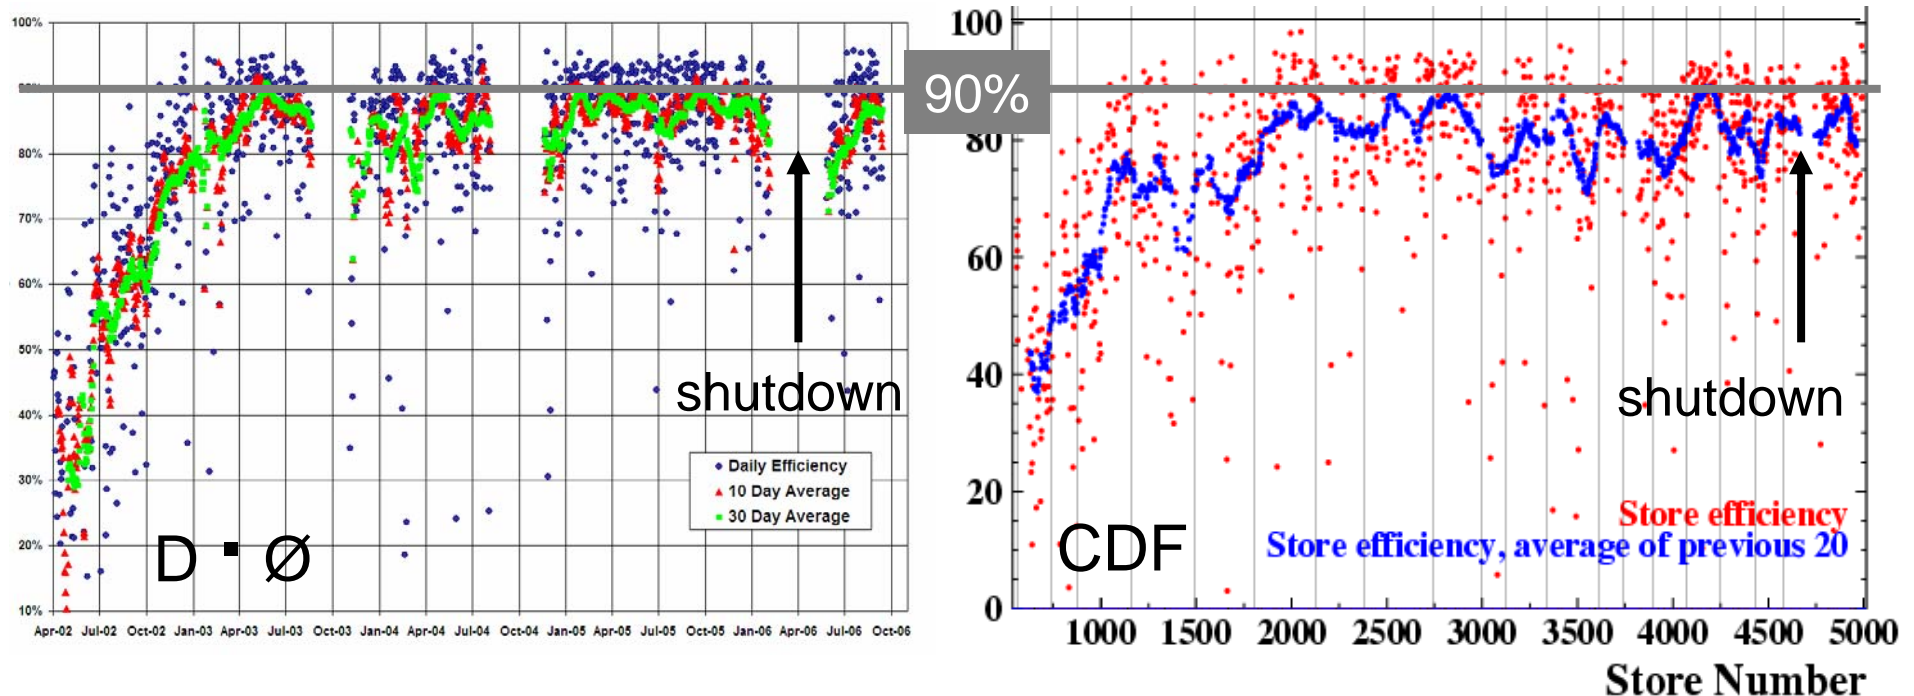 100%
90%
80%
70%
60%
50%
40%
30%
20%
10%
Apr-02 Jul-02 Oct-02 Jan-03 Apr-03 Jul-03 Oct-03 Jan-04 Apr-04 Jul-04 Oct-04 Jan-05 Apr-05 Jul-05 Oct-05 Jan-06 Apr-06 Jul-06 Oct-06
shutdown
Daily Efficiency
10 Day Average
30 Day Average
D ▪ Ø
90%
100
80
60
40
20
0
shutdown
Store efficiency
Store efficiency, average of previous 20
CDF
1000 1500 2000 2500 3000 3500 4000 4500 5000
Store Number